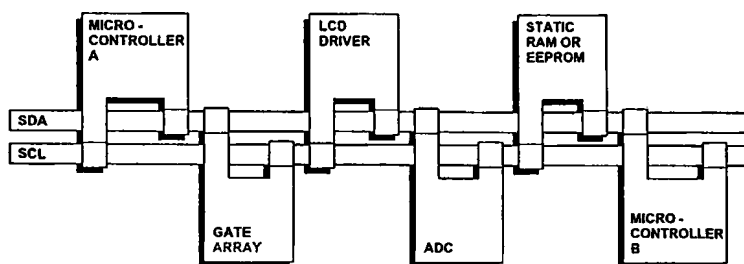 MICRO -
CONTROLLER
A
LCD
DRIVER
STATIC
RAM OR
EEPROM
SDA
SCL
GATE
ARRAY
ADC
MICRO -
CONTROLLER
B